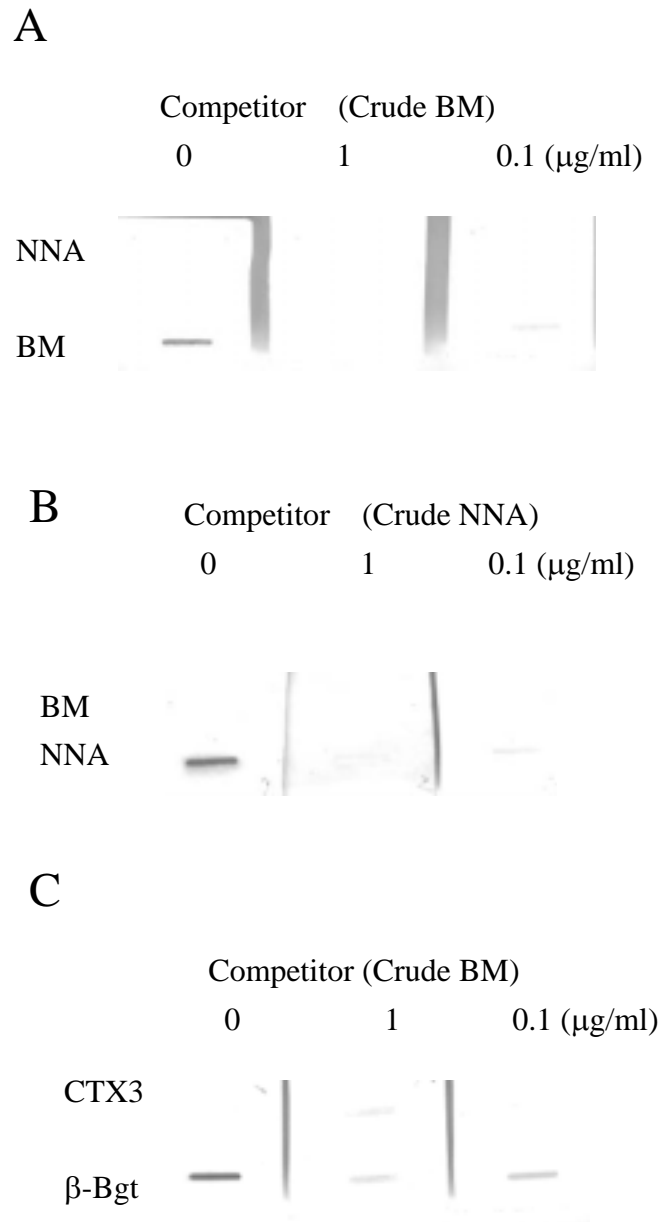 A
Competitor (Crude BM)
0 1 0.1 (μg/ml)
NNA
BM
B
Competitor (Crude NNA)
0 1 0.1 (μg/ml)
BM
NNA
C
Competitor (Crude BM)
0 1 0.1 (μg/ml)
CTX3
β-Bgt